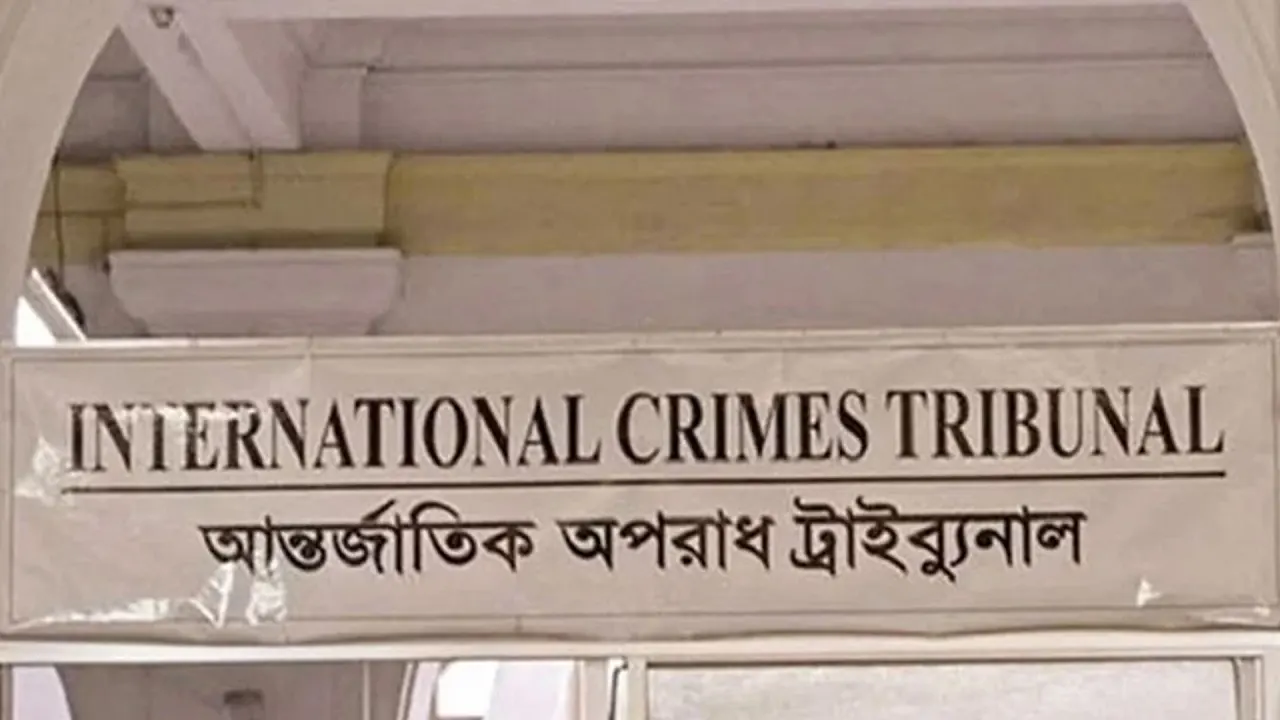 INTERNATIONAL CRIMES TRIBUNAL
আন্তর্জাতিক অপরাধ ট্রাইব্যুনাল